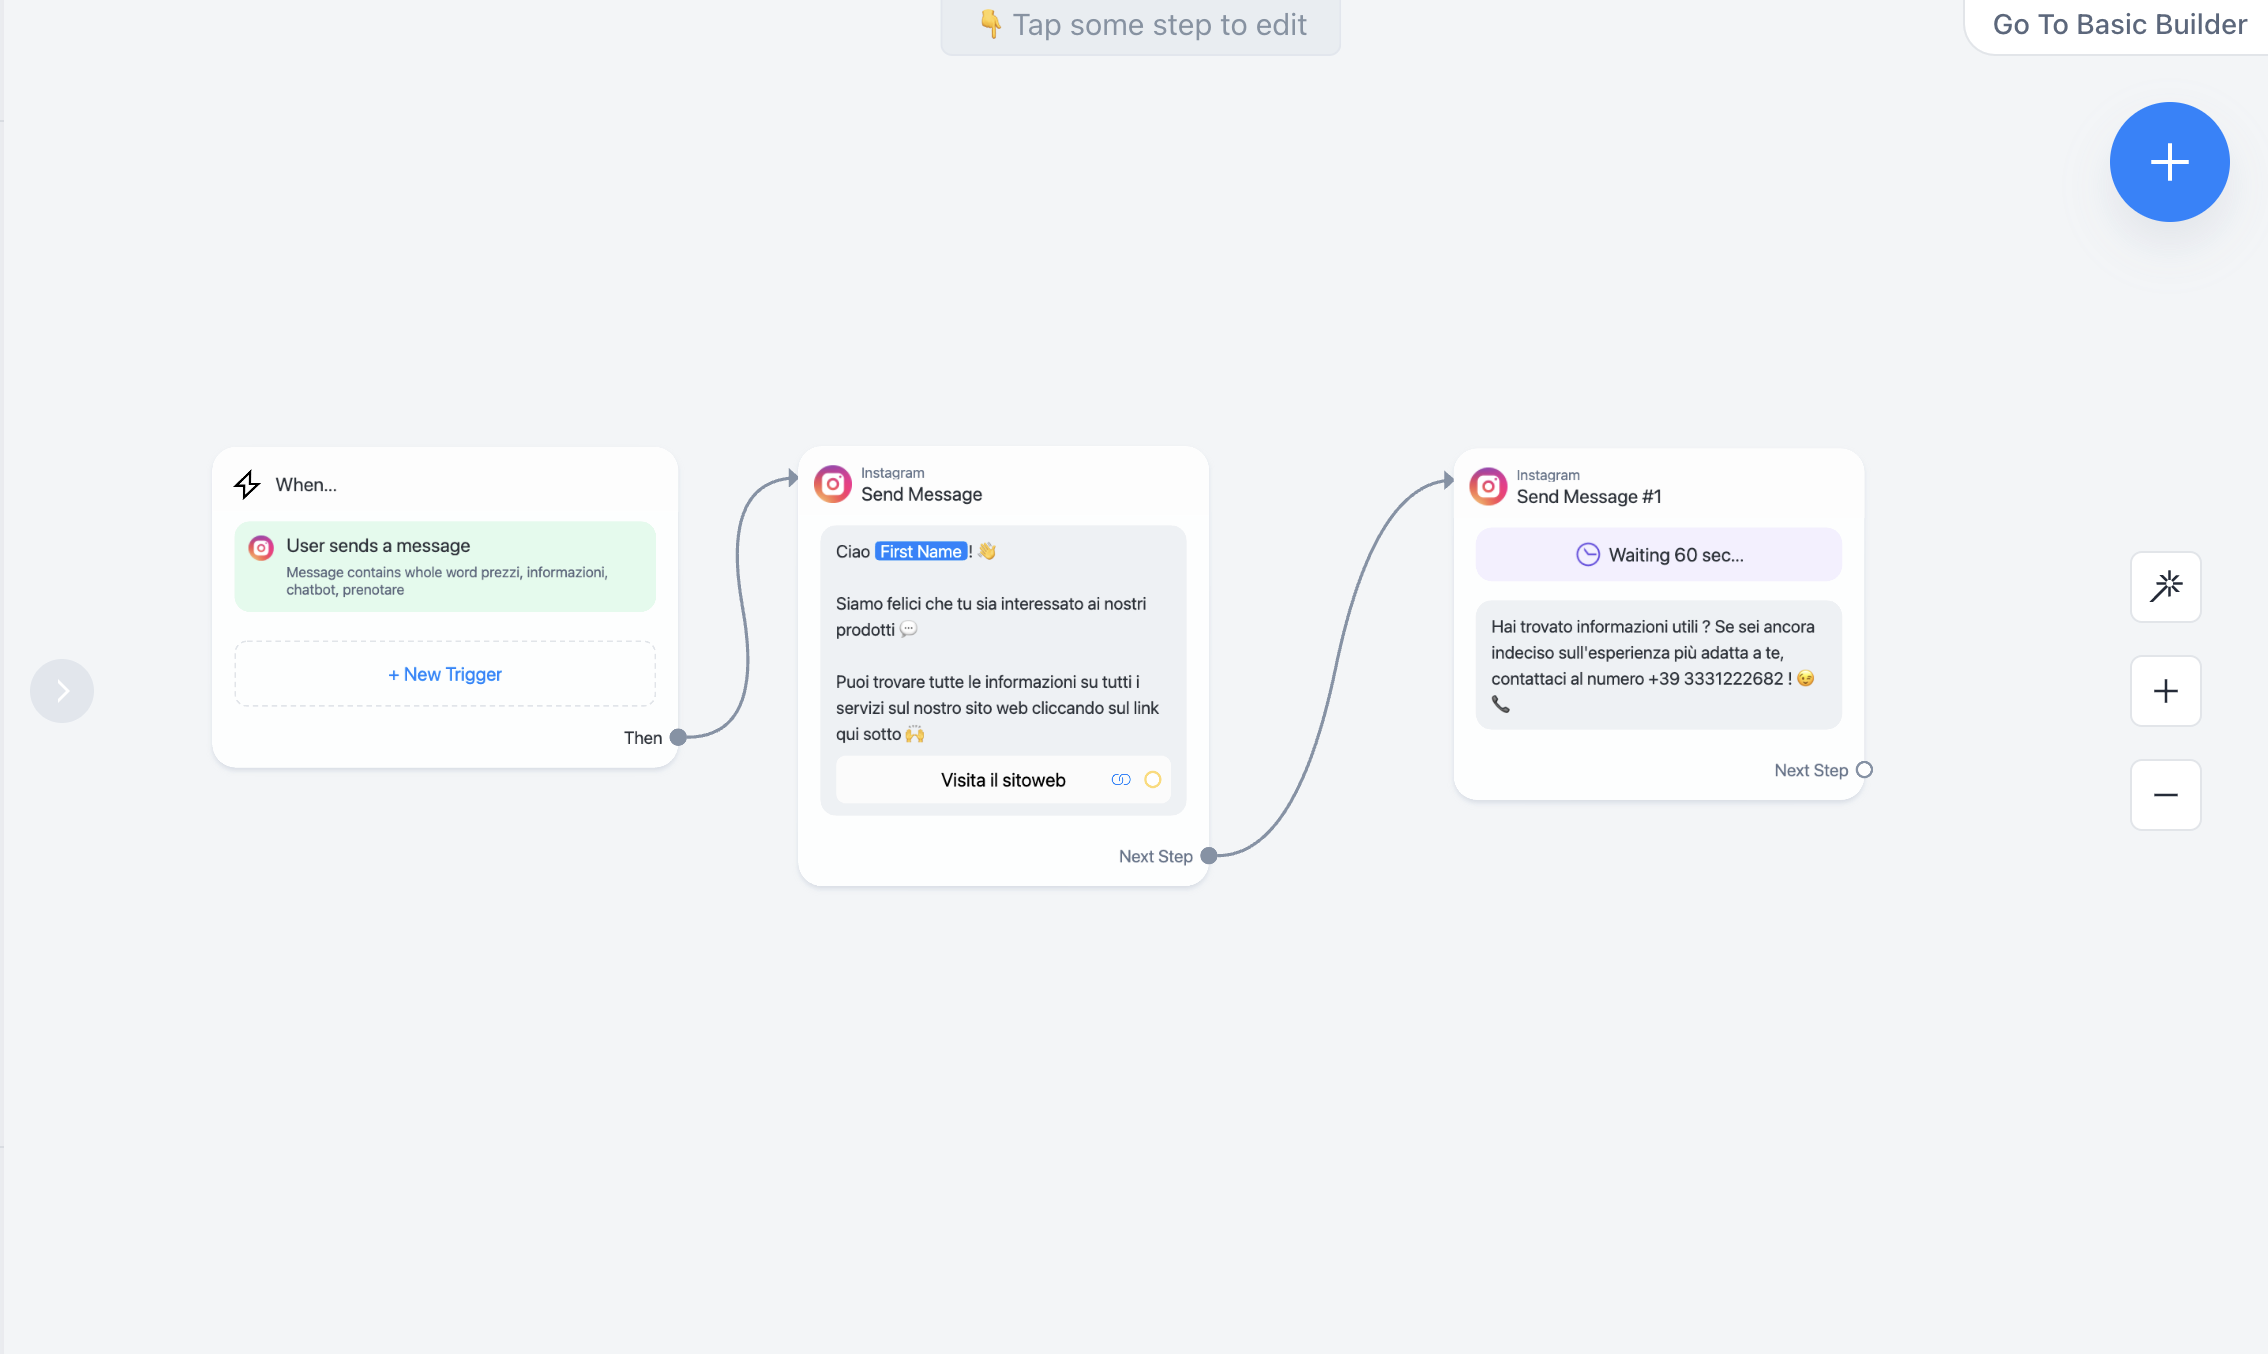 👇 Tap some step to edit
Go To Basic Builder
When...
User sends a message
Message contains whole word prezzi, informazioni,
chatbot, prenotare
+ New Trigger
Then
Instagram
Send Message
Ciao First Name! 👋
Siamo felici che tu sia interessato ai nostri
prodotti 💬
Puoi trovare tutte le informazioni su tutti i
servizi sul nostro sito web cliccando sul link
qui sotto 🙌
Visita il sitoweb
Next Step
Instagram
Send Message #1
Waiting 60 sec...
Hai trovato informazioni utili ? Se sei ancora
indeciso sull'esperienza più adatta a te,
contattaci al numero +39 3331222682 ! 😉
📞
Next Step